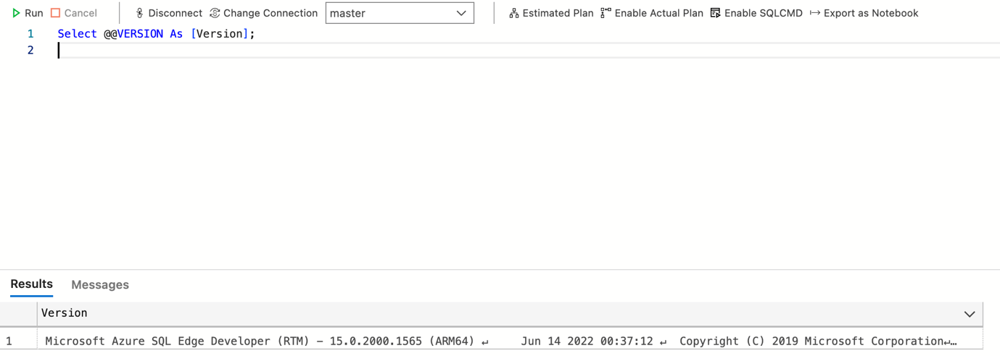 Run Cancel Disconnect Change Connection master Estimated Plan Enable Actual Plan Enable SQLCMD Export as Notebook
1 Select @@VERSION As [Version];
2
Results Messages
Version
1 Microsoft Azure SQL Edge Developer (RTM) - 15.0.2000.1565 (ARM64) ↵ Jun 14 2022 00:37:12 ↵ Copyright (C) 2019 Microsoft Corporation↵…